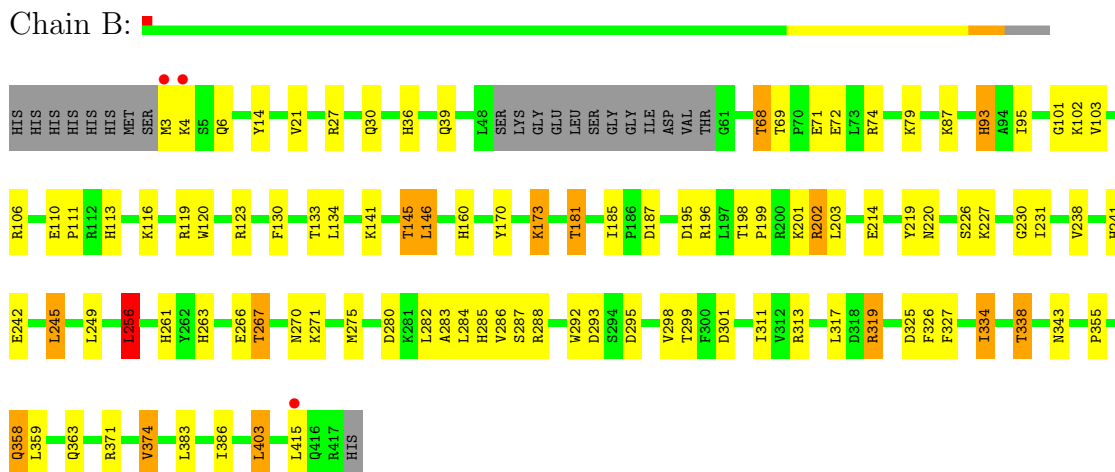 Chain B:
HIS HIS HIS HIS HIS HIS MET SER M3 K4 S5 Q6 Y14 V21 R27 Q30 H36 Q39 L48 SER LYS GLY GLU LEU SER GLY GLY ILE ASP VAL THR G61 T68 T69 P70 E71 E72 L73 R74 K79 K87 H93 A94 I95 G101 K102 V103
R106 E110 P111 R112 H113 K116 R119 W120 R123 F130 T133 L134 K141 T145 L146 H160 Y170 K173 T181 I185 P186 D187 D195 R196 L197 T198 P199 R200 K201 R202 L203 E214 Y219 N220 S226 K227 G230 I231 V238 H241
E242 L245 L249 L256 H261 Y262 H263 E266 T267 N270 K271 M275 D280 K281 L282 A283 L284 H285 V286 S287 R288 W292 D293 S294 D295 V298 T299 F300 D301 I311 V312 R313 L317 D318 R319 D325 F326 F327 I334 T338 N343 P355
Q358 L359 Q363 R371 V374 L383 I386 L403 L415 Q416 R417 HIS